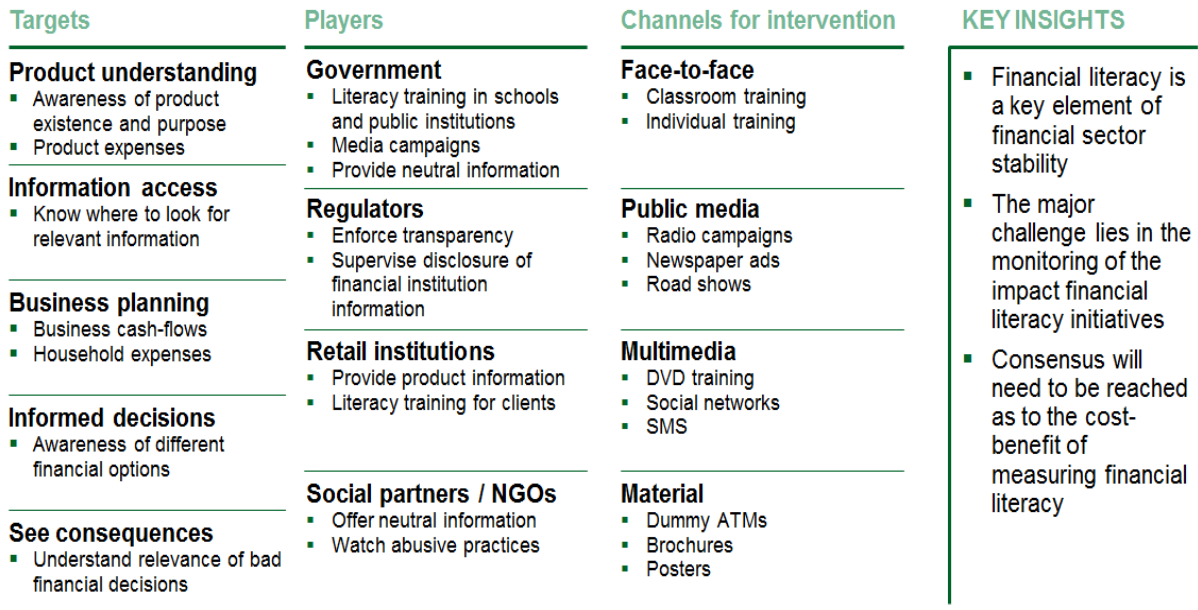 Targets
Product understanding
▪ Awareness of product
existence and purpose
▪ Product expenses
Information access
▪ Know where to look for
relevant information
Business planning
▪ Business cash-flows
▪ Household expenses
Informed decisions
▪ Awareness of different
financial options
See consequences
▪ Understand relevance of bad
financial decisions
Players
Government
▪ Literacy training in schools
and public institutions
▪ Media campaigns
▪ Provide neutral information
Regulators
▪ Enforce transparency
▪ Supervise disclosure of
financial institution
information
Retail institutions
▪ Provide product information
▪ Literacy training for clients
Social partners / NGOs
▪ Offer neutral information
▪ Watch abusive practices
Channels for intervention
Face-to-face
▪ Classroom training
▪ Individual training
Public media
▪ Radio campaigns
▪ Newspaper ads
▪ Road shows
Multimedia
▪ DVD training
▪ Social networks
▪ SMS
Material
▪ Dummy ATMs
▪ Brochures
▪ Posters
KEY INSIGHTS
▪ Financial literacy is
a key element of
financial sector
stability
▪ The major
challenge lies in the
monitoring of the
impact financial
literacy initiatives
▪ Consensus will
need to be reached
as to the cost-
benefit of
measuring financial
literacy